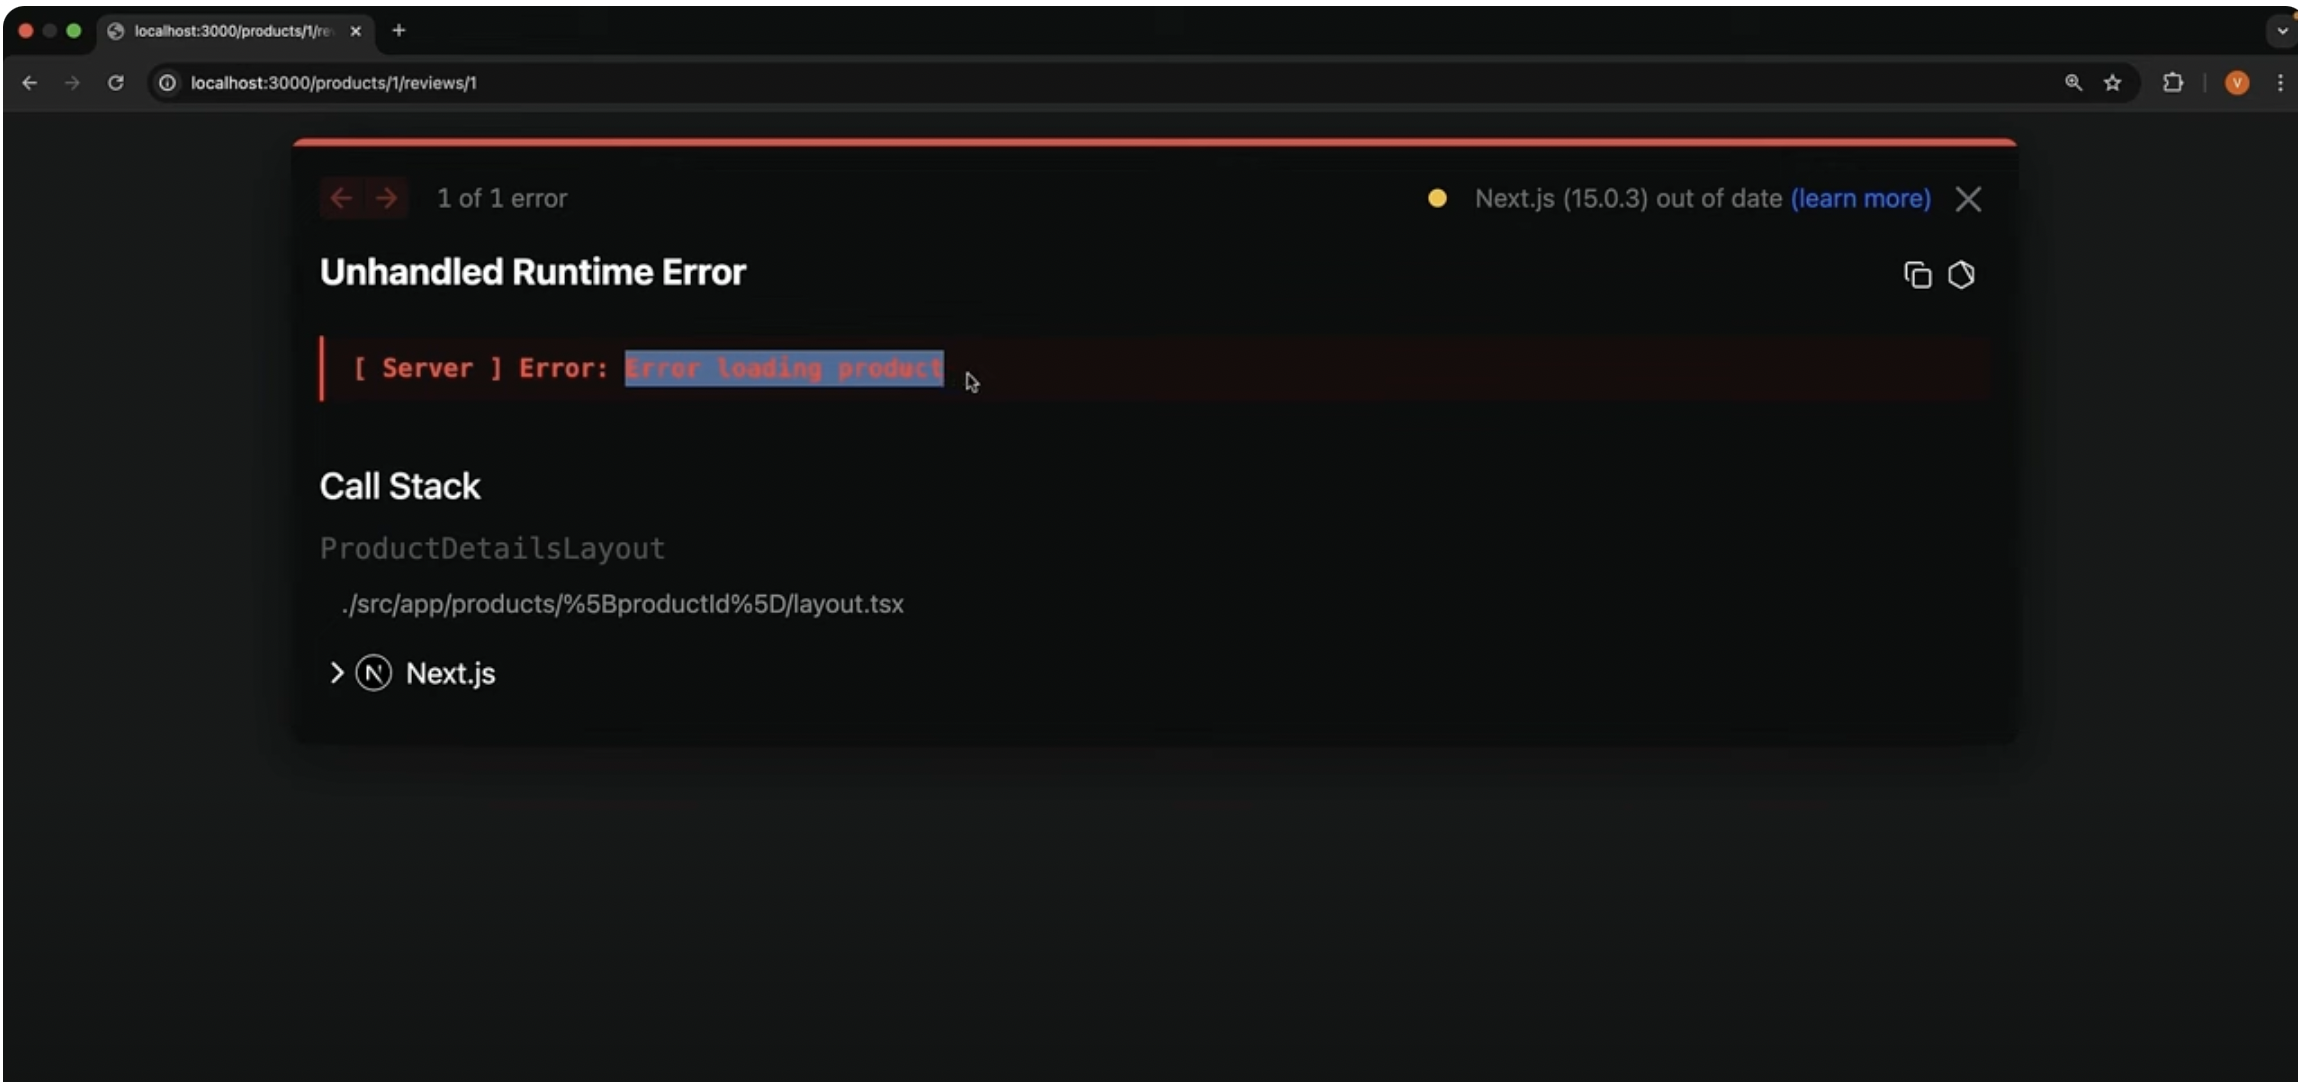 localhost:3000/products/1/re
localhost:3000/products/1/reviews/1
V
1 of 1 error
Next.js (15.0.3) out of date (learn more)
Unhandled Runtime Error
[ Server ] Error: Error loading product
Call Stack
ProductDetailsLayout
./src/app/products/%5BproductId%5D/layout.tsx
N Next.js